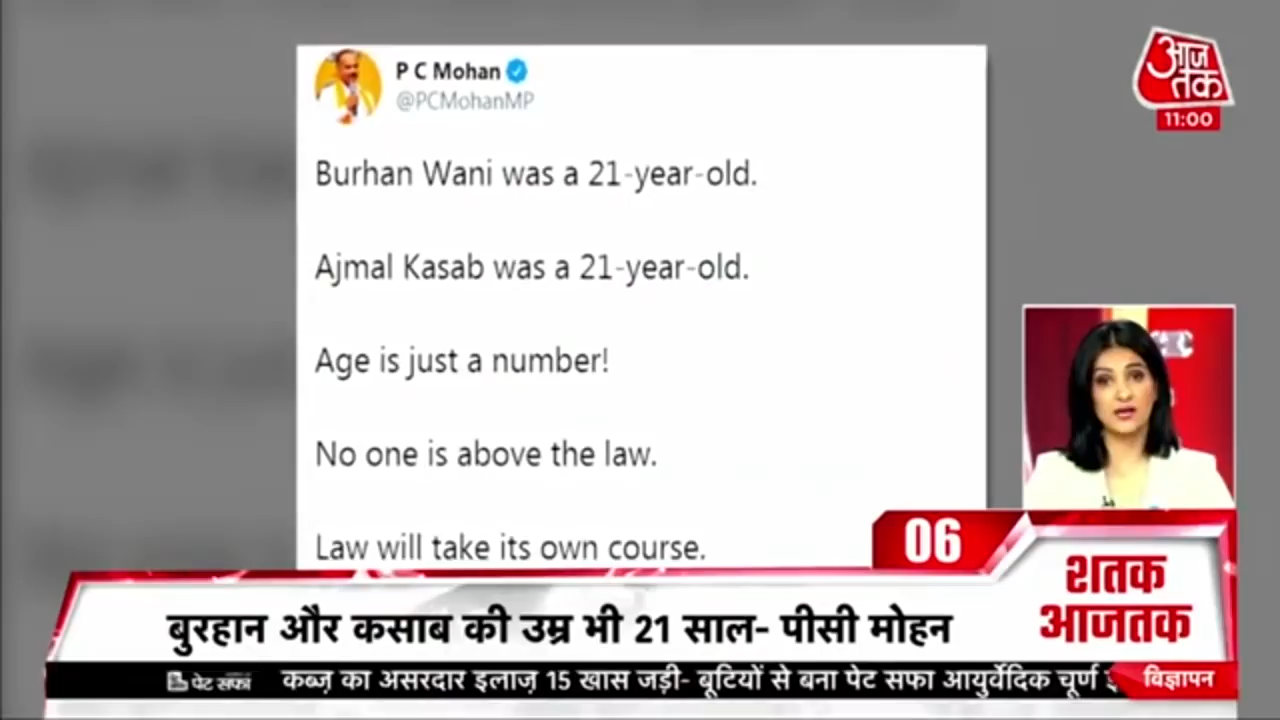 P C Mohan
@PCMohanMP
आज
तक
11:00
Burhan Wani was a 21-year-old.
Ajmal Kasab was a 21-year-old.
Age is just a number!
No one is above the law.
Law will take its own course.
06
शतक
आजतक
बुरहान और कसाब की उम्र भी 21 साल- पीसी मोहन
पेट सफा कब्ज़ का असरदार इलाज़ 15 खास जड़ी- बूटियों से बना पेट सफा आयुर्वेदिक चूर्ण विज्ञापन